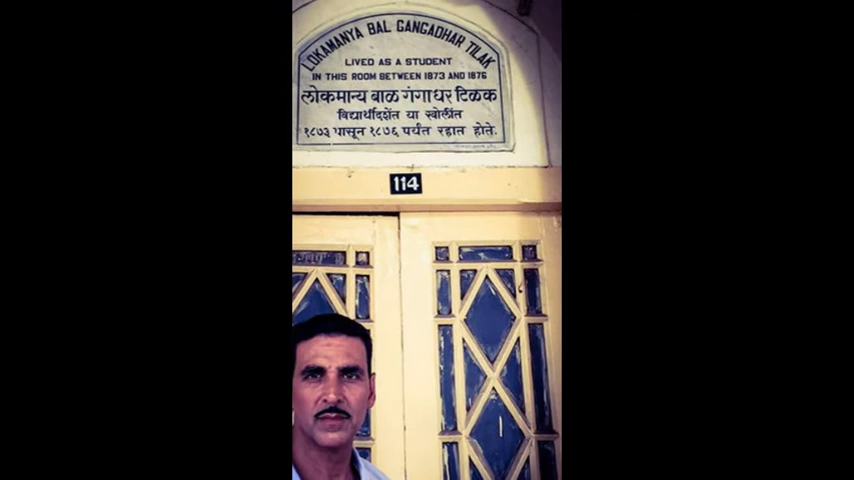 LOKAMANYA BAL GANGADHAR TILAK
LIVED AS A STUDENT
IN THIS ROOM BETWEEN 1873 AND 1876
लोकमान्य बाळ गंगाधर टिळक
विद्यार्थीदशेंत या खोलींत
१८७३ पासून १८७६ पर्यंत रहात होते.
114